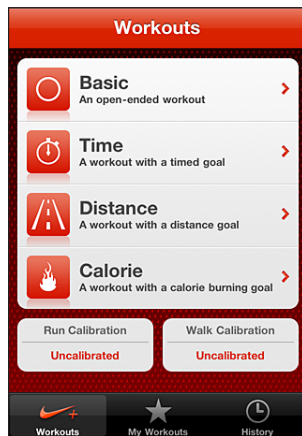 Workouts
Basic
An open-ended workout
Time
A workout with a timed goal
Distance
A workout with a distance goal
Calorie
A workout with a calorie burning goal
Run Calibration
Uncalibrated
Walk Calibration
Uncalibrated
Workouts
My Workouts
History